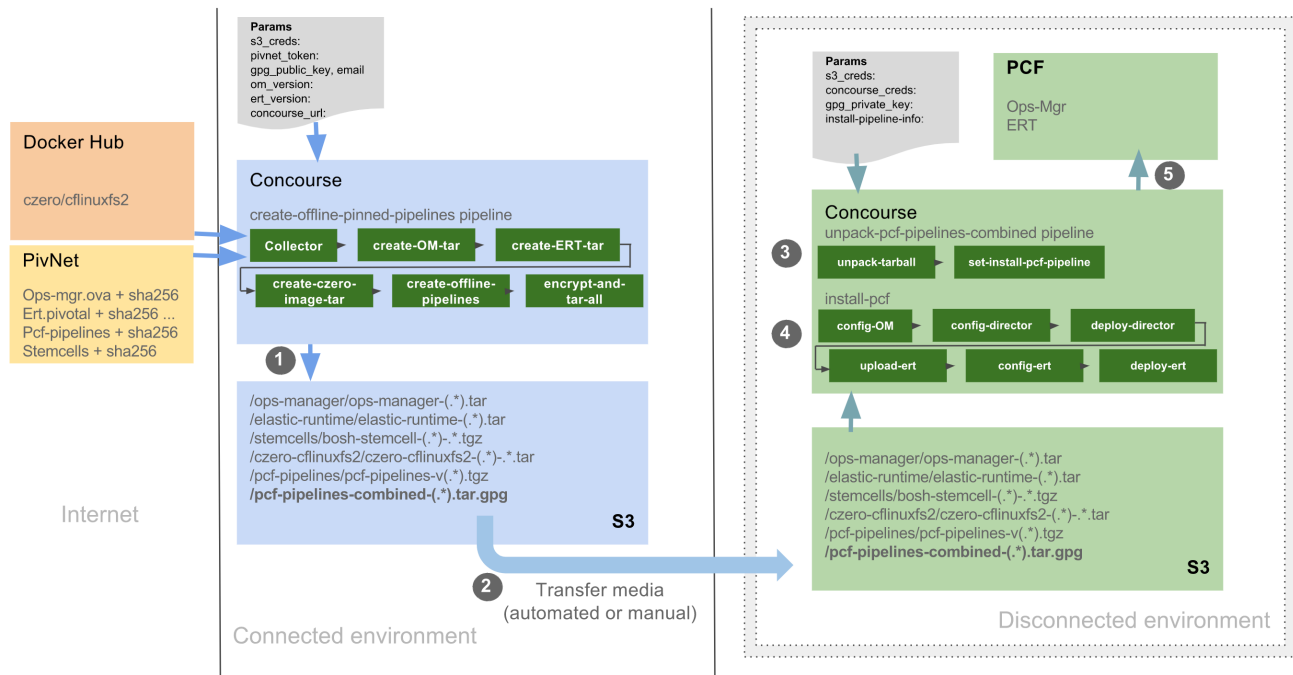 Params
s3_creds:
pivnet_token:
gpg_public_key, email
om_version:
ert_version:
concourse_url:
Docker Hub
czero/cflinuxfs2
PivNet
Ops-mgr.ova + sha256
Ert.pivotal + sha256 ...
Pcf-pipelines + sha256
Stemcells + sha256
Internet
Concourse
create-offline-pinned-pipelines pipeline
Collector
create-OM-tar
create-ERT-tar
create-czero-
image-tar
create-offline-
pipelines
encrypt-and-
tar-all
1
/ops-manager/ops-manager-(.*).tar
/elastic-runtime/elastic-runtime-(.*).tar
/stemcells/bosh-stemcell-(.*)-.*.tgz
/czero-cflinuxfs2/czero-cflinuxfs2-(.*)-.*.tar
/pcf-pipelines/pcf-pipelines-v(.*).tgz
/pcf-pipelines-combined-(.*).tar.gpg
S3
2
Transfer media
(automated or manual)
Connected environment
Params
s3_creds:
concourse_creds:
gpg_private_key:
install-pipeline-info:
PCF
Ops-Mgr
ERT
5
Concourse
unpack-pcf-pipelines-combined pipeline
3
unpack-tarball
set-install-pcf-pipeline
install-pcf
4
config-OM
config-director
deploy-director
upload-ert
config-ert
deploy-ert
/ops-manager/ops-manager-(.*).tar
/elastic-runtime/elastic-runtime-(.*).tar
/stemcells/bosh-stemcell-(.*)-.*.tgz
/czero-cflinuxfs2/czero-cflinuxfs2-(.*)-.*.tar
/pcf-pipelines/pcf-pipelines-v(.*).tgz
/pcf-pipelines-combined-(.*).tar.gpg
S3
Disconnected environment